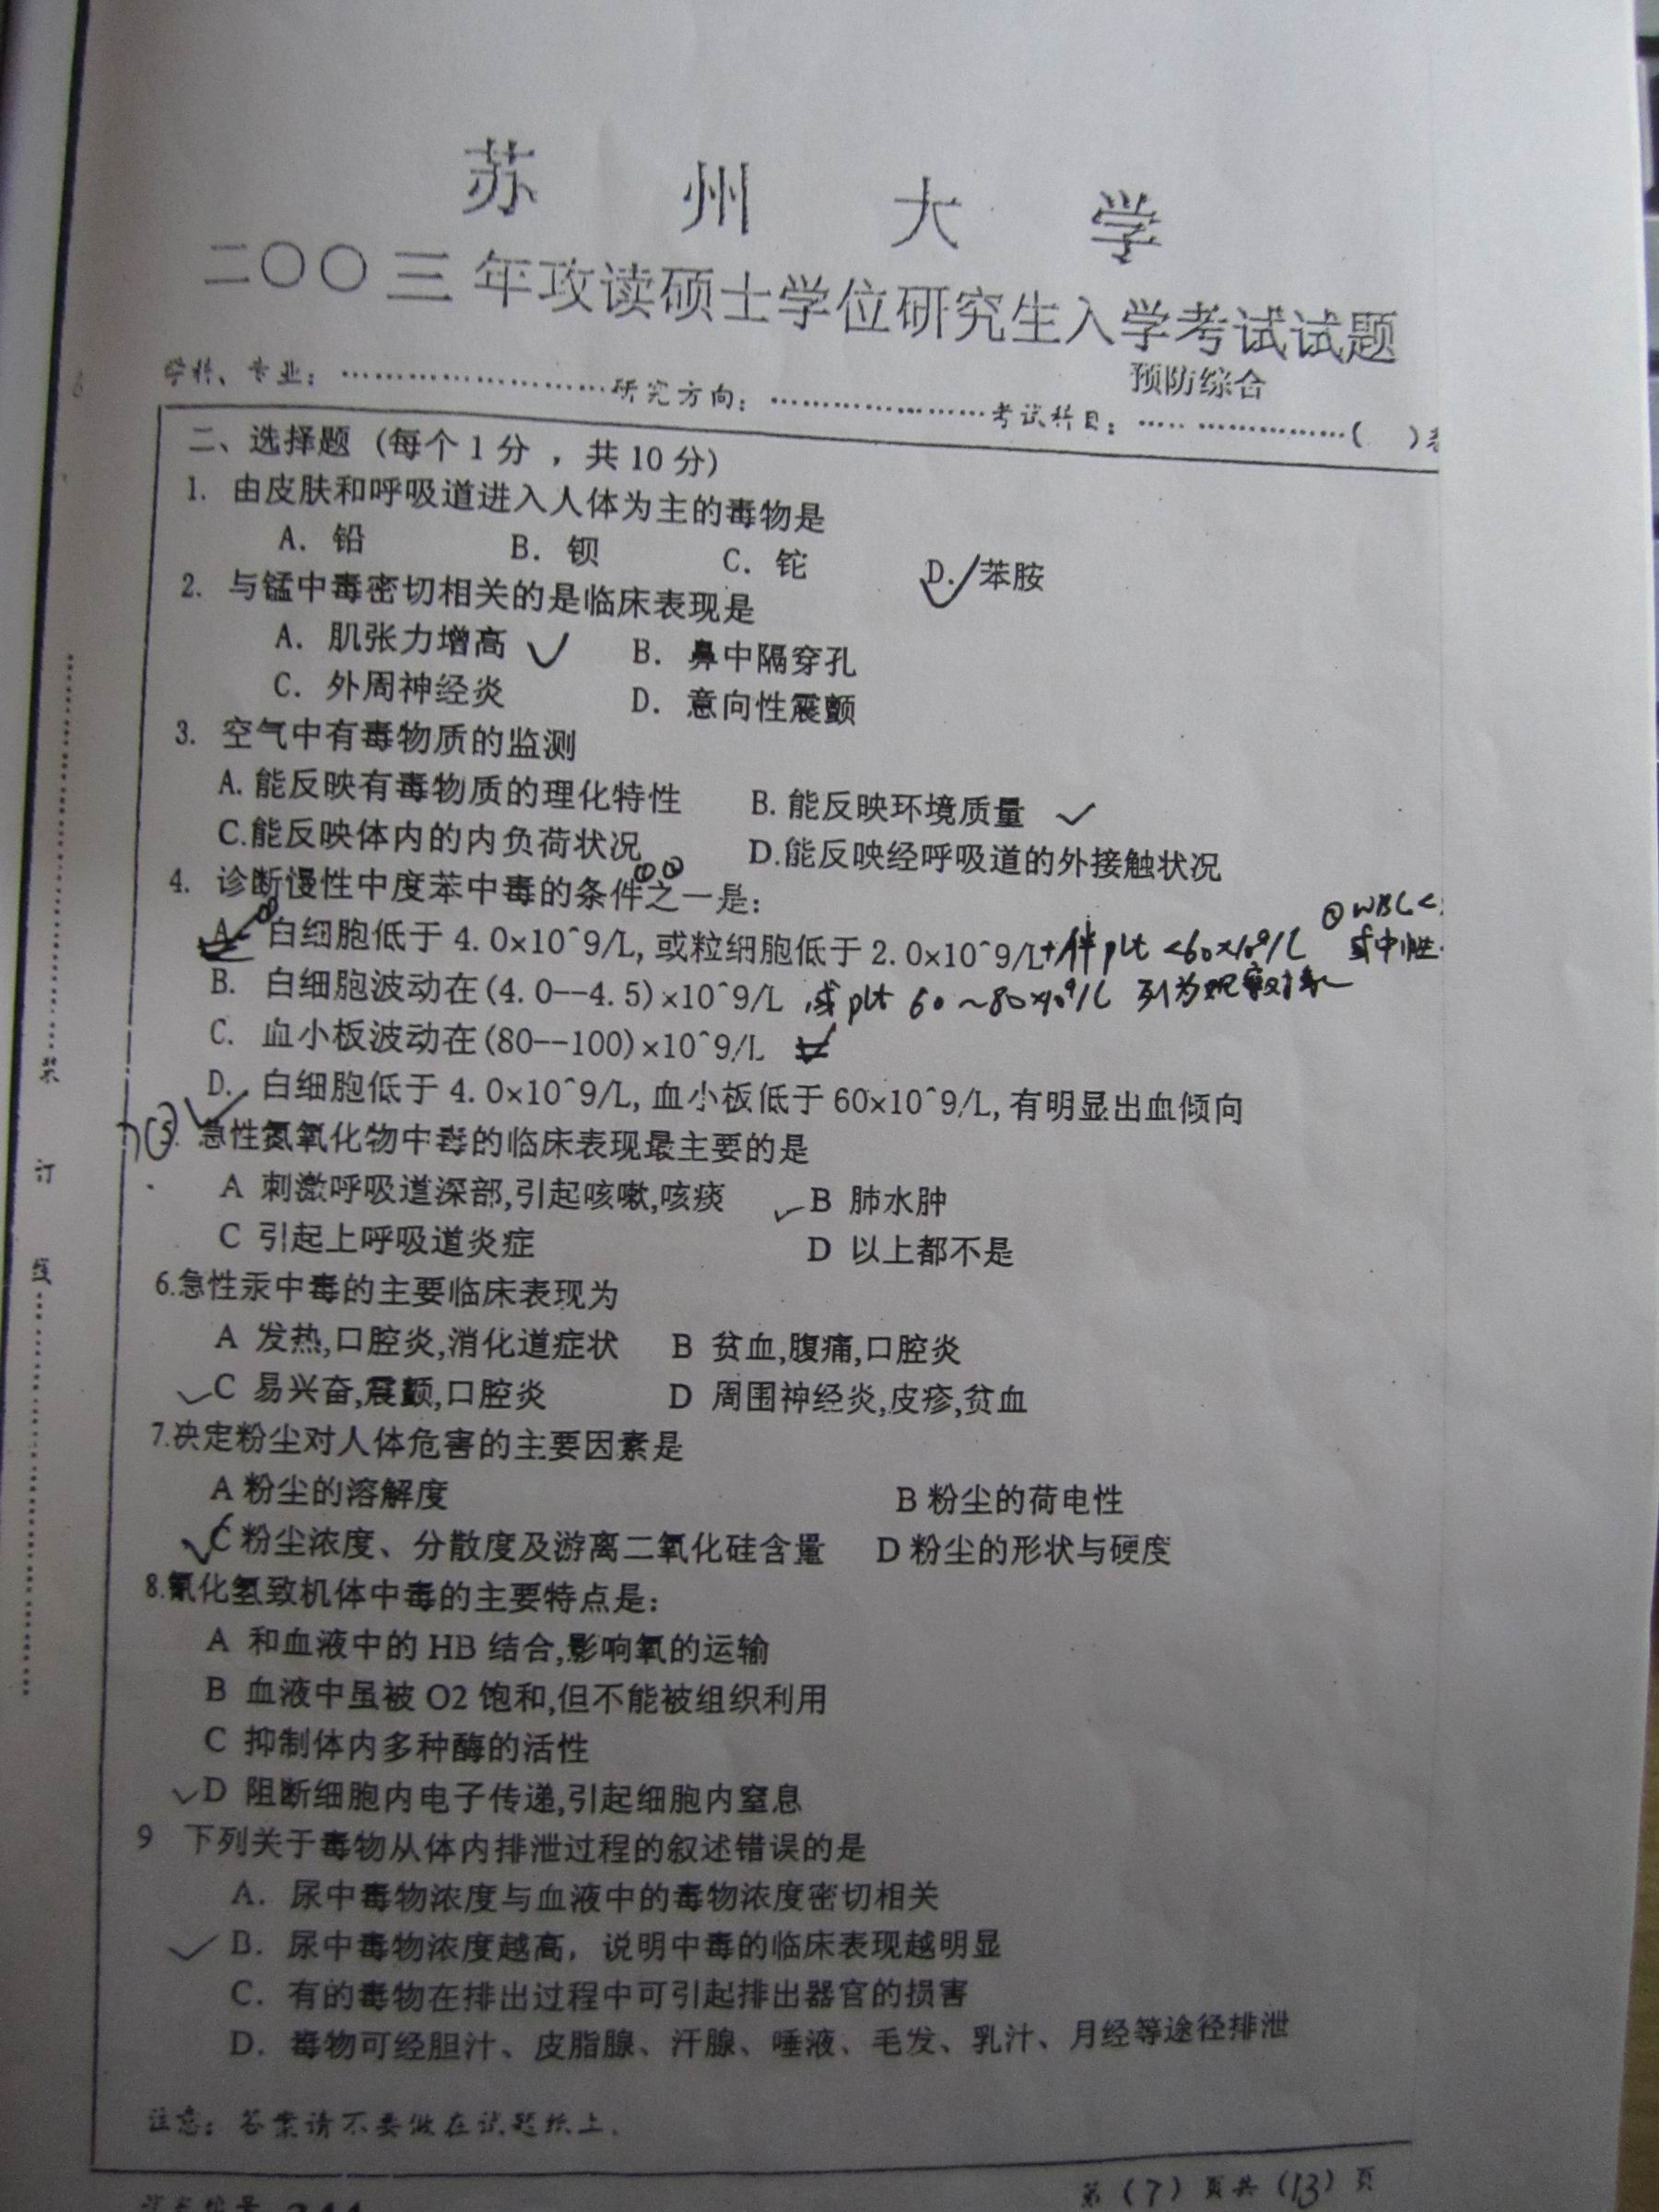 苏州大学
二〇〇三年攻读硕士学位研究生入学考试试题
预防综合
学科、专业：……………………研究方向：…………………考试科目：……………………( )
二、选择题（每个1分，共10分）
1. 由皮肤和呼吸道进入人体为主的毒物是
A. 铅 B. 钡 C. 铊 D. 苯胺
2. 与锰中毒密切相关的是临床表现是
A. 肌张力增高 B. 鼻中隔穿孔
C. 外周神经炎 D. 意向性震颤
3. 空气中有毒物质的监测
A.能反映有毒物质的理化特性 B.能反映环境质量
C.能反映体内的内负荷状况 D.能反映经呼吸道的外接触状况
4. 诊断慢性中度苯中毒的条件之一是：
A. 白细胞低于4.0×10^9/L,或粒细胞低于2.0×10^9/L+伴plt <60×10⁹/L ②WBC<
或中性
B. 白细胞波动在(4.0--4.5)×10^9/L 或plt 60~80×10⁹/L 列为观察对象
C. 血小板波动在(80--100)×10^9/L
D. 白细胞低于4.0×10^9/L,血小板低于60×10^9/L,有明显出血倾向
5. 急性氮氧化物中毒的临床表现最主要的是
A 刺激呼吸道深部,引起咳嗽,咳痰 B 肺水肿
C 引起上呼吸道炎症 D 以上都不是
6.急性汞中毒的主要临床表现为
A 发热,口腔炎,消化道症状 B 贫血,腹痛,口腔炎
C 易兴奋,震颤,口腔炎 D 周围神经炎,皮疹,贫血
7.决定粉尘对人体危害的主要因素是
A 粉尘的溶解度 B 粉尘的荷电性
C 粉尘浓度、分散度及游离二氧化硅含量 D 粉尘的形状与硬度
8.氰化氢致机体中毒的主要特点是：
A 和血液中的HB结合,影响氧的运输
B 血液中虽被O2饱和,但不能被组织利用
C 抑制体内多种酶的活性
D 阻断细胞内电子传递,引起细胞内窒息
9 下列关于毒物从体内排泄过程的叙述错误的是
A. 尿中毒物浓度与血液中的毒物浓度密切相关
B. 尿中毒物浓度越高，说明中毒的临床表现越明显
C. 有的毒物在排出过程中可引起排出器官的损害
D. 毒物可经胆汁、皮脂腺、汗腺、唾液、毛发、乳汁、月经等途径排泄
注意：答案请不要做在试题纸上．
第（7）页共（13）页
装
订
线